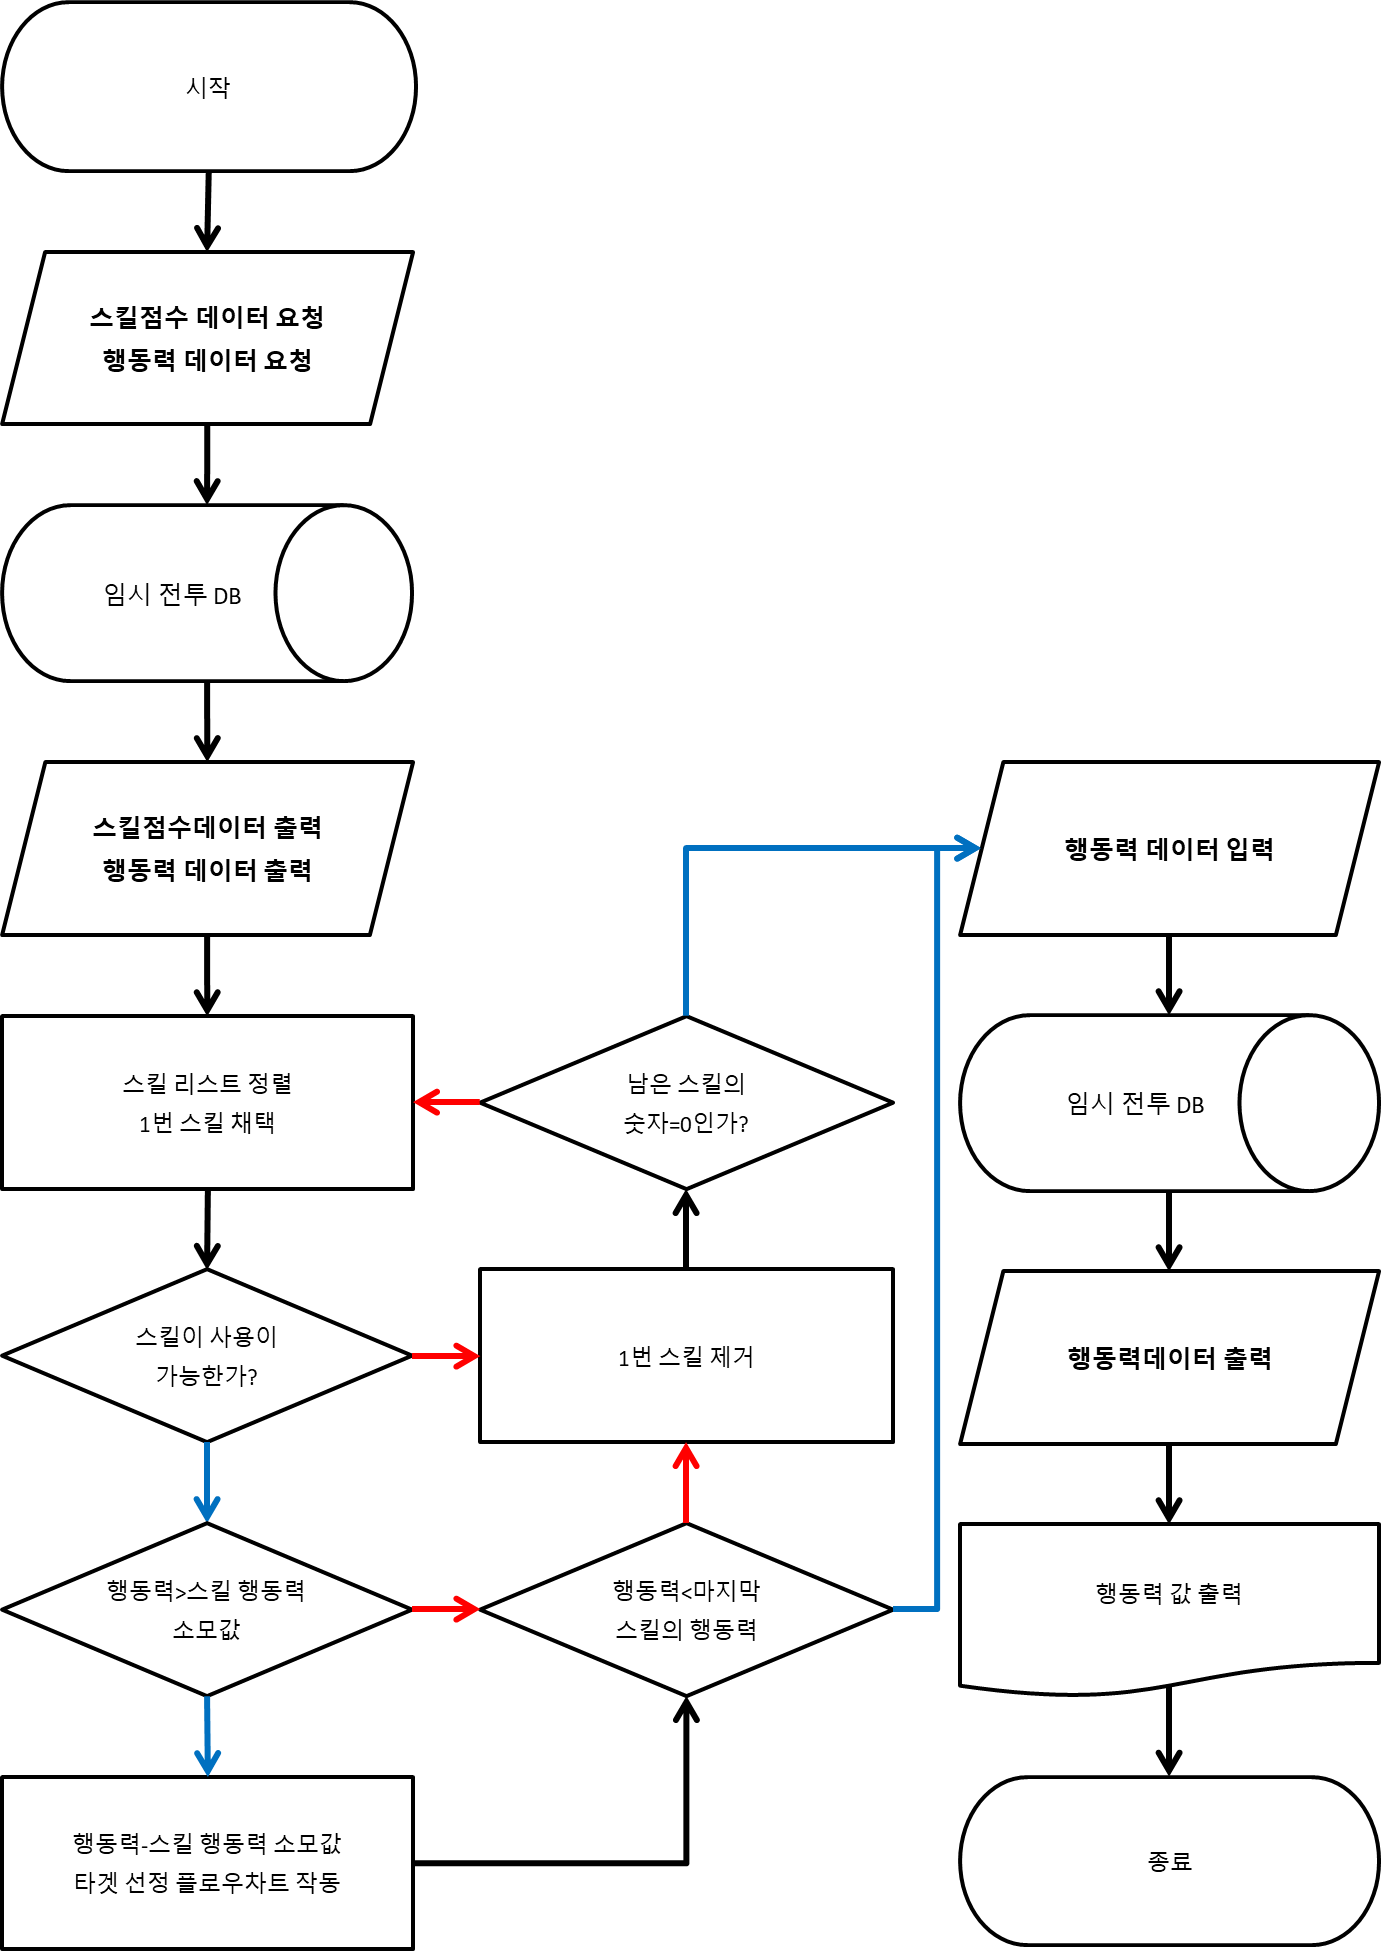 시작
스킬점수 데이터 요청
행동력 데이터 요청
임시 전투 DB
스킬점수데이터 출력
행동력 데이터 출력
스킬 리스트 정렬
1번 스킬 채택
스킬이 사용이
가능한가?
행동력>스킬 행동력
소모값
행동력-스킬 행동력 소모값
타겟 선정 플로우차트 작동
남은 스킬의
숫자=0인가?
1번 스킬 제거
행동력<마지막
스킬의 행동력
행동력 데이터 입력
임시 전투 DB
행동력데이터 출력
행동력 값 출력
종료